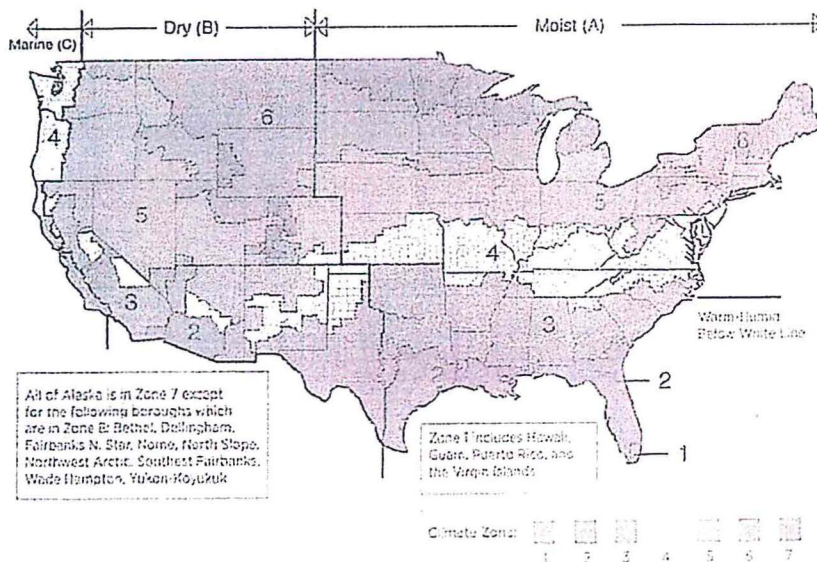 Marine (C)
Dry (B)
Moist (A)
6
4
6
5
5
4
3
3
2
2
2
1
Warm-Humid
Below White Line
All of Alaska is in Zone 7 except
for the following boroughs which
are in Zone 8: Bethel, Dellingham,
Fairbanks N. Star, Nome, North Slope,
Northwest Arctic, Southest Fairbanks,
Wade Hampton, Yukon-Koyukuk
Zone 1 includes Hawaii,
Guam, Puerto Rico, and
the Virgin Islands
Climate Zone:
1 2 3 4 5 6 7